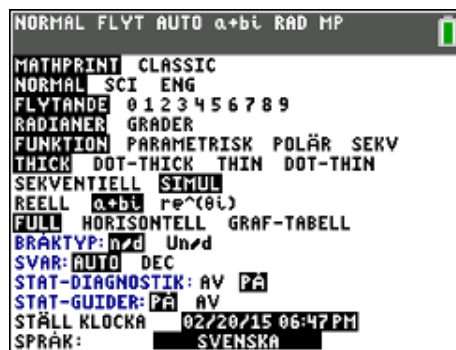 NORMAL FLYT AUTO a+bi RAD MP
MATHPRINT CLASSIC
NORMAL SCI ENG
FLYTANDE 0 1 2 3 4 5 6 7 8 9
RADIANER GRADER
FUNKTION PARAMETRISK POLÄR SEKV
THICK DOT-THICK THIN DOT-THIN
SEKVENTIELL SIMUL
REELL a+bi re^(θi)
FULL HORISONTELL GRAF-TABELL
BRÅKTYP: n/d Un/d
SVAR: AUTO DEC
STAT-DIAGNOSTIK: AV PÅ
STAT-GUIDER: PÅ AV
STÄLL KLOCKA 02/20/15 06:47 PM
SPRÅK: SVENSKA